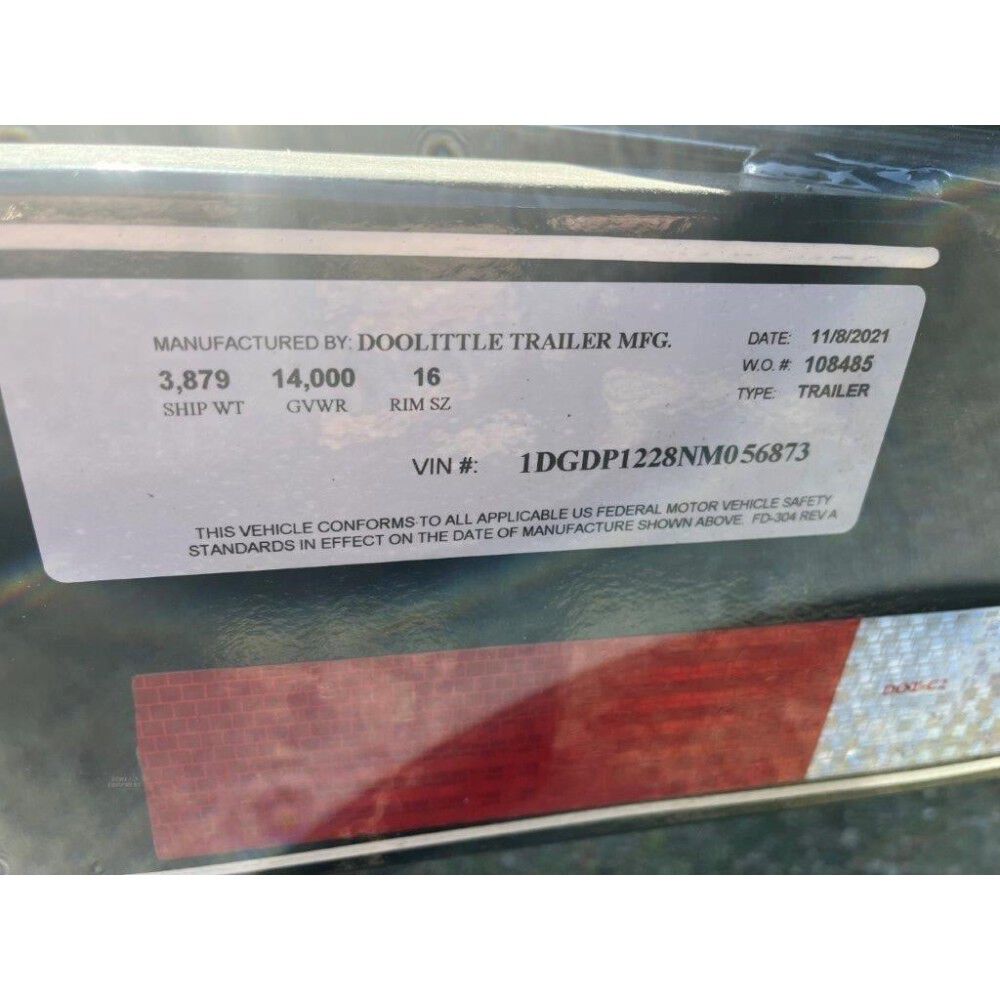 MANUFACTURED BY: DOOLITTLE TRAILER MFG.
DATE: 11/8/2021
3,879 14,000 16
W.O. #: 108485
SHIP WT GVWR RIM SZ
TYPE: TRAILER
VIN #: 1DGDP1228NM056873
THIS VEHICLE CONFORMS TO ALL APPLICABLE US FEDERAL MOTOR VEHICLE SAFETY
STANDARDS IN EFFECT ON THE DATE OF MANUFACTURE SHOWN ABOVE. FD-304 REV A
DOT-C2